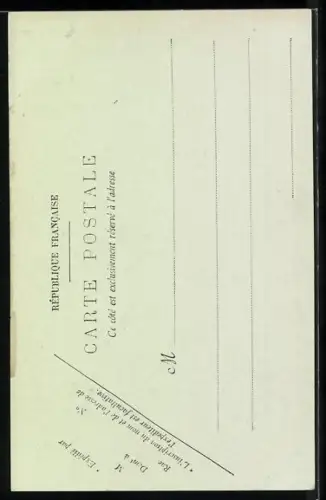 RÉPUBLIQUE FRANÇAISE
CARTE POSTALE
Ce côté est exclusivement réservé à l'adresse
M
* Expédié par
M
Dem^t à
Rue
N^o
* L'inscription du nom et de l'adresse de
l'expéditeur est facultative.